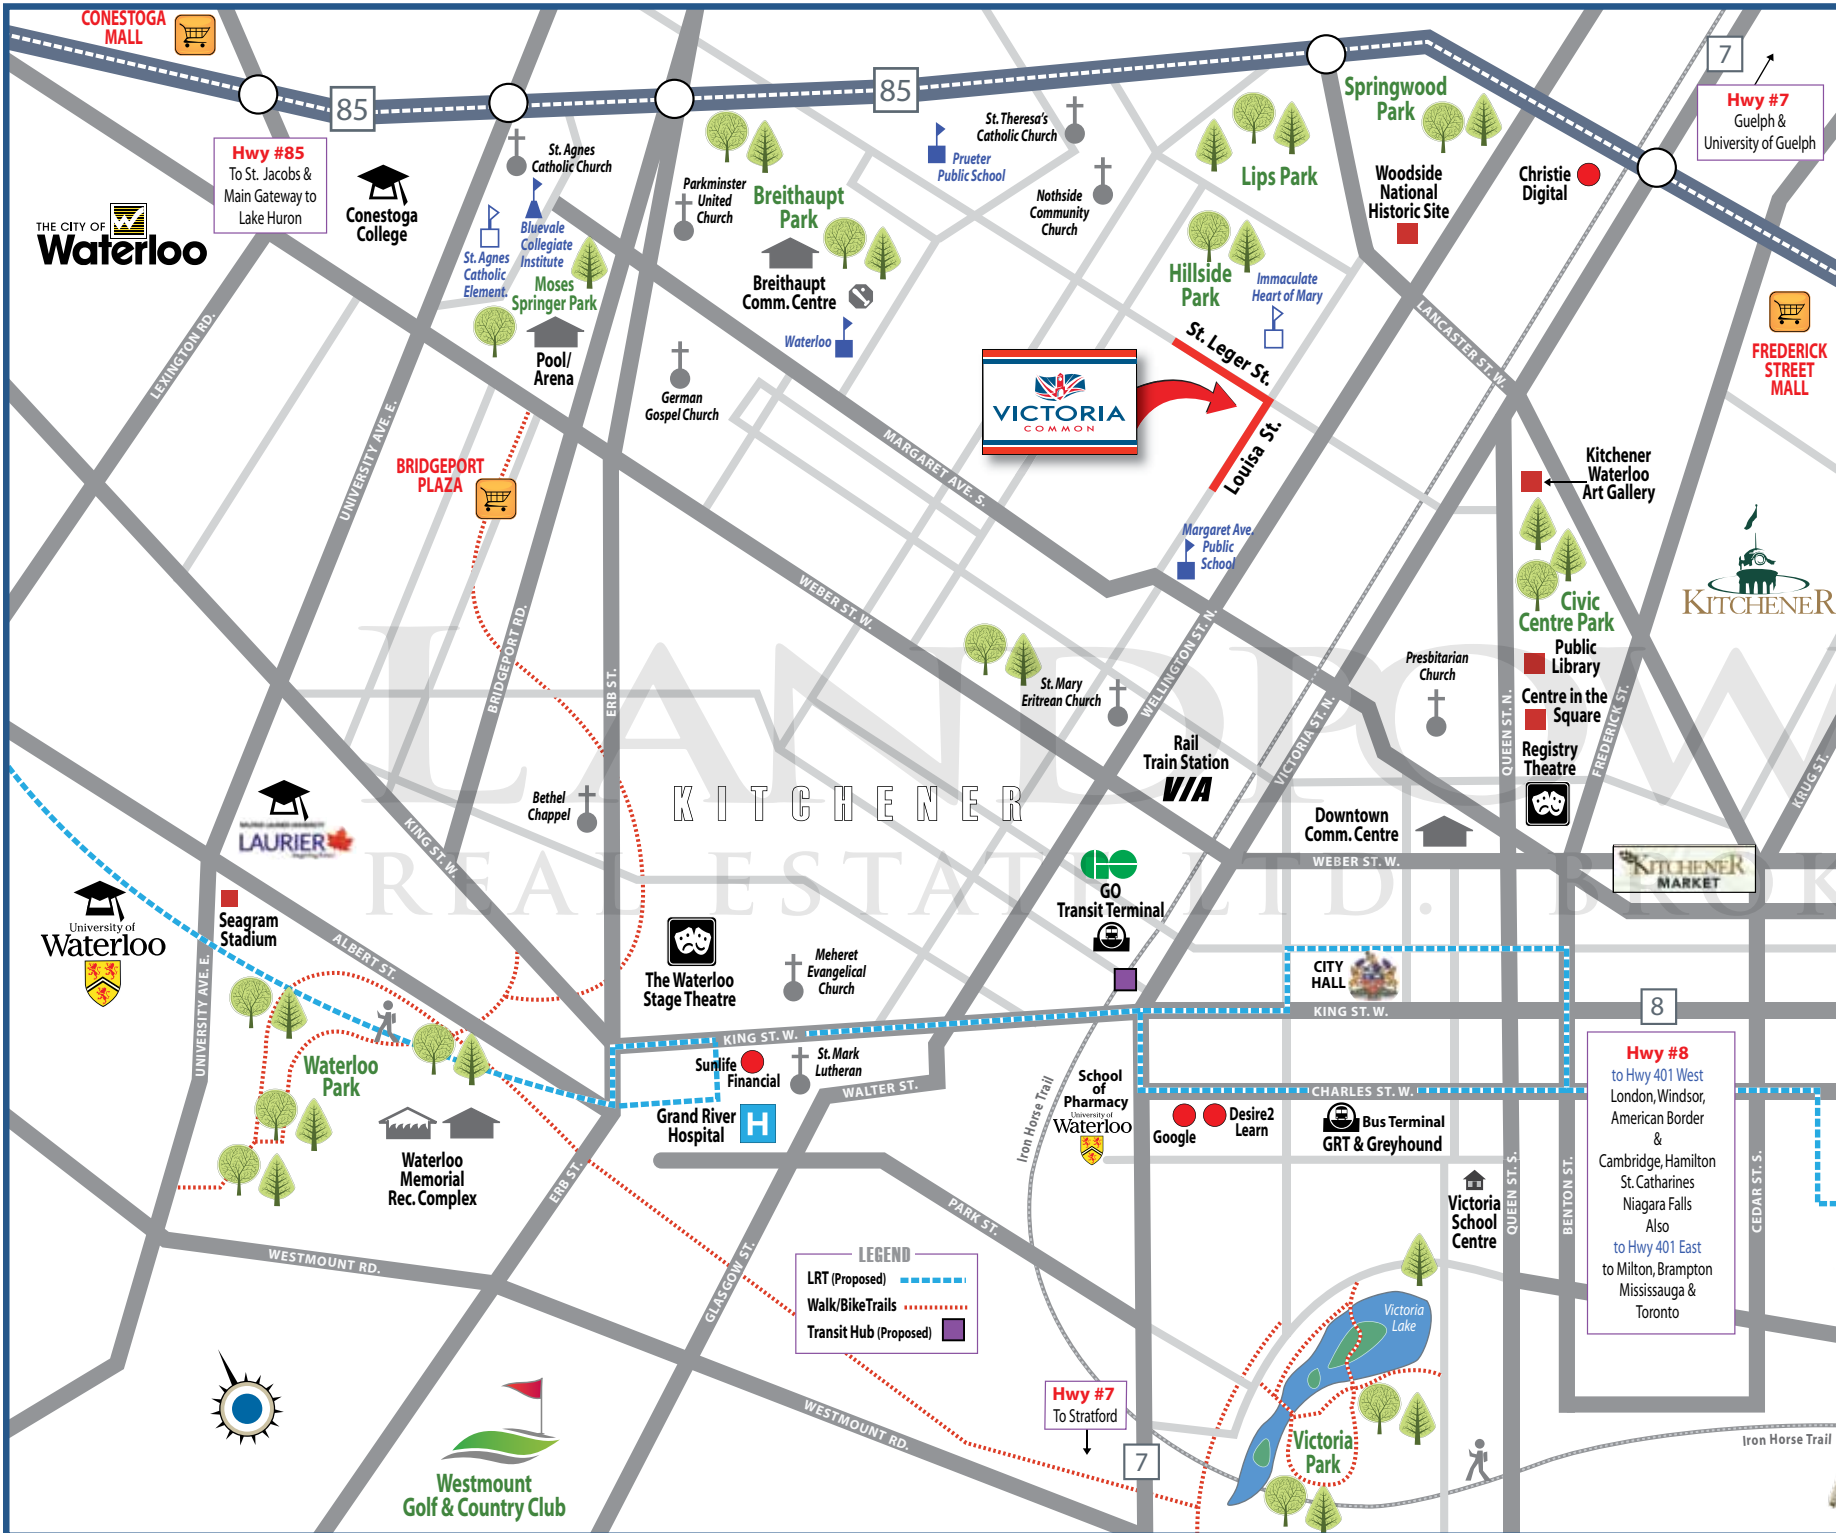 CONESTOGA
MALL
85
85
7
Hwy #7
Guelph &
University of Guelph
Hwy #85
To St. Jacobs &
Main Gateway to
Lake Huron
THE CITY OF
Waterloo
Conestoga
College
St. Agnes
Catholic Church
Bluevale
Collegiate
Institute
St. Agnes
Catholic
Element.
Moses
Springer Park
Pool/
Arena
Parkminster
United
Church
Breithaupt
Park
Breithaupt
Comm. Centre
Waterloo
German
Gospel Church
Prueter
Public School
St. Theresa's
Catholic Church
Nothside
Community
Church
Lips Park
Springwood
Park
Woodside
National
Historic Site
Christie
Digital
Hillside
Park
Immaculate
Heart of Mary
St. Leger St.
Louisa St.
VICTORIA
COMMON
LANCASTER ST. W.
FREDERICK
STREET
MALL
LEXINGTON RD.
UNIVERSITY AVE. E.
BRIDGEPORT
PLAZA
MARGARET AVE. S.
Kitchener
Waterloo
Art Gallery
KITCHENER
Margaret Ave.
Public
School
WEBER ST. W.
BRIDGEPORT RD.
ERB ST.
WELLINGTON ST. N.
VICTORIA ST. N.
QUEEN ST. N.
FREDERICK ST.
KRUG ST.
Civic
Centre Park
Public
Library
Centre in the
Square
Registry
Theatre
Presbitarian
Church
St. Mary
Eritrean Church
Rail
Train Station
VIA
LANDPOW
REAL ESTATE LTD. BROK
KITCHENER
Bethel
Chappel
KING ST. W.
LAURIER
Downtown
Comm. Centre
WEBER ST. W.
KITCHENER
MARKET
GO
GO
Transit Terminal
University of
Waterloo
Seagram
Stadium
ALBERT ST.
UNIVERSITY AVE. E.
The Waterloo
Stage Theatre
Meheret
Evangelical
Church
CITY
HALL
KING ST. W.
8
KING ST. W.
Sunlife
Financial
St. Mark
Lutheran
WALTER ST.
Grand River
Hospital
H
School
of
Pharmacy
University of
Waterloo
CHARLES ST. W.
Google
Desire2
Learn
Bus Terminal
GRT & Greyhound
Waterloo
Park
Waterloo
Memorial
Rec. Complex
ERB ST.
Iron Horse Trail
PARK ST.
GLASGOW ST.
WESTMOUNT RD.
Victoria
School
Centre
QUEEN ST. S.
BENTON ST.
CEDAR ST. S.
Hwy #8
to Hwy 401 West
London, Windsor,
American Border
&
Cambridge, Hamilton
St. Catharines
Niagara Falls
Also
to Hwy 401 East
to Milton, Brampton
Mississauga &
Toronto
LEGEND
LRT (Proposed)
Walk/BikeTrails
Transit Hub (Proposed)
Victoria
Lake
Hwy #7
To Stratford
7
WESTMOUNT RD.
Victoria
Park
Iron Horse Trail
Westmount
Golf & Country Club